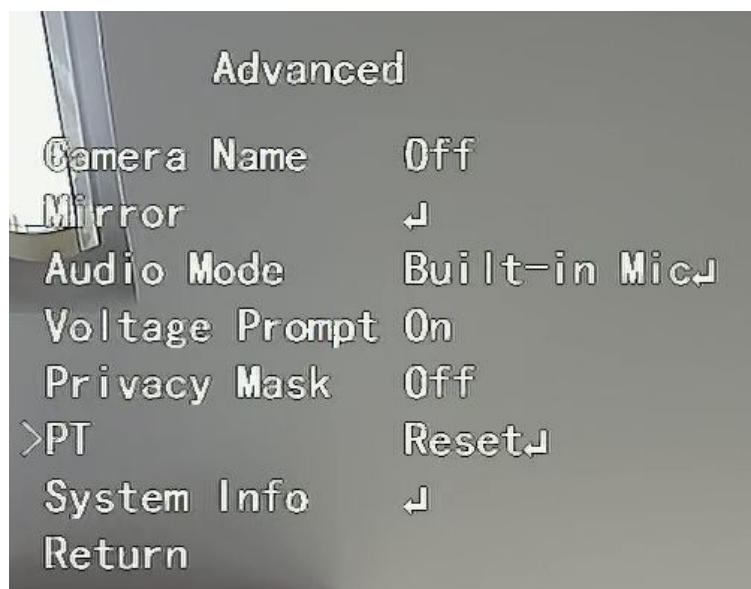 Advanced
Camera Name Off
Mirror ↵
Audio Mode Built-in Mic↵
Voltage Prompt On
Privacy Mask Off
>PT Reset↵
System Info ↵
Return